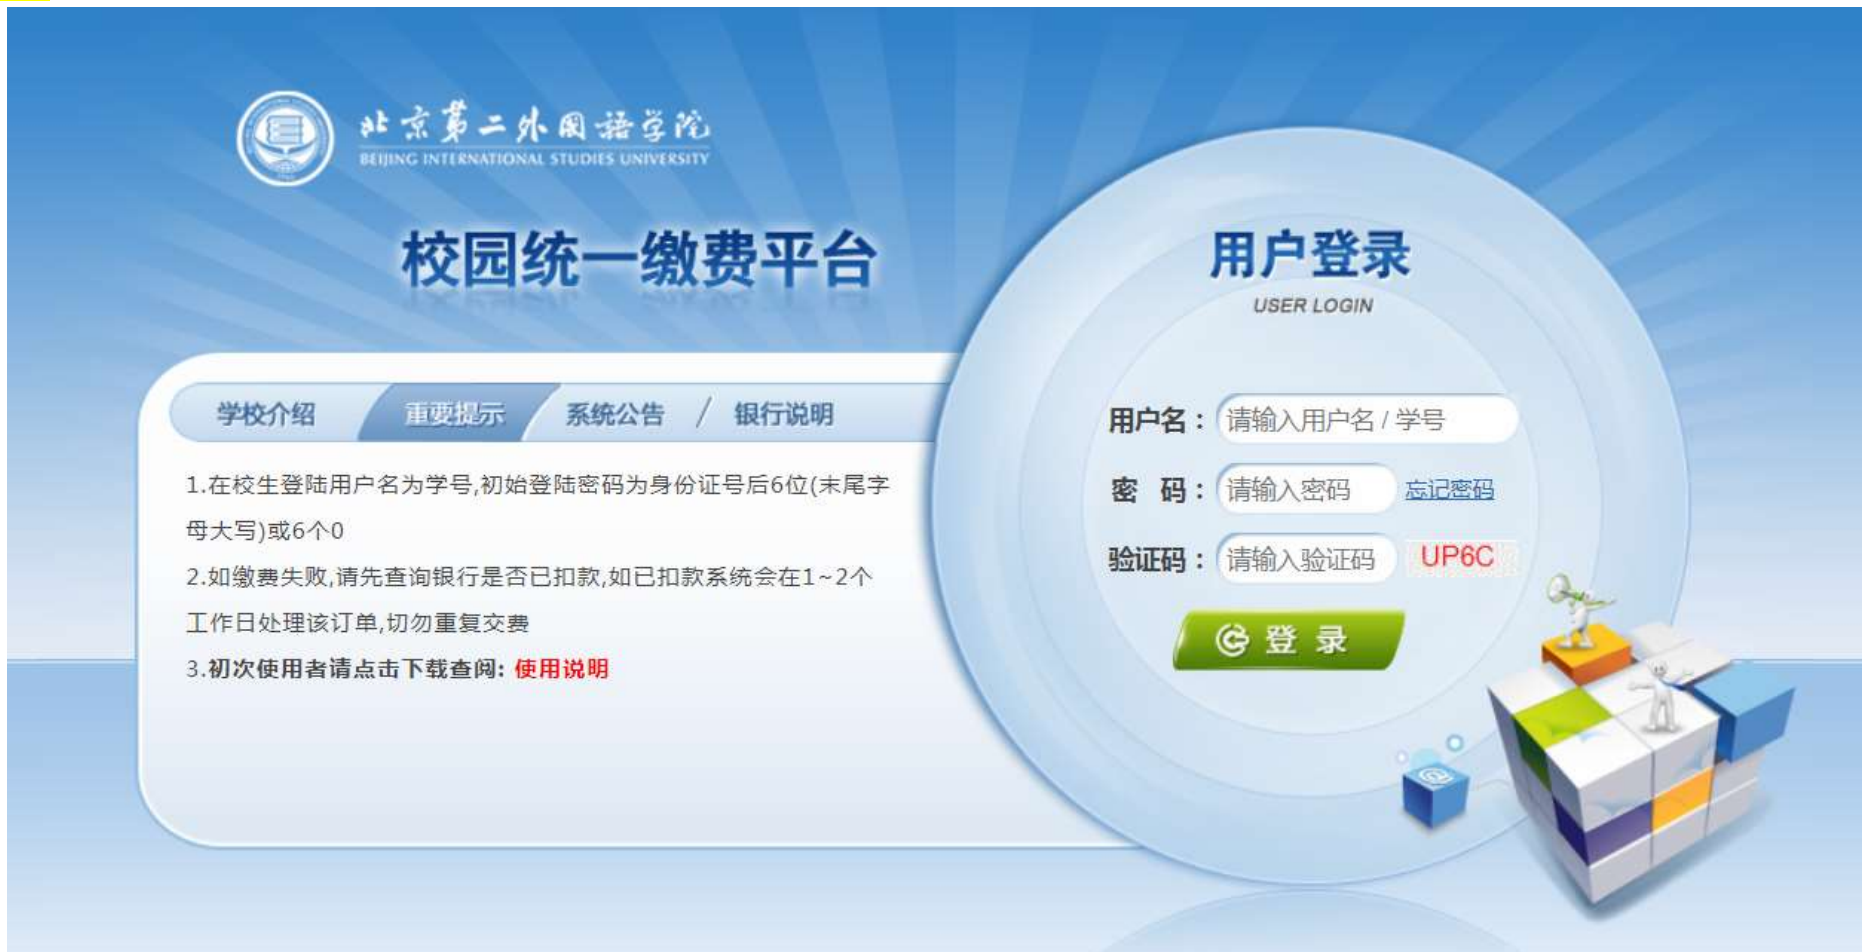 北京第二外国语学院
BEIJING INTERNATIONAL STUDIES UNIVERSITY
校园统一缴费平台
学校介绍 重要提示 系统公告 / 银行说明
1.在校生登陆用户名为学号,初始登陆密码为身份证号后6位(末尾字
母大写)或6个0
2.如缴费失败,请先查询银行是否已扣款,如已扣款系统会在1~2个
工作日处理该订单,切勿重复交费
3.初次使用者请点击下载查阅: 使用说明
用户登录
USER LOGIN
用户名： 请输入用户名 / 学号
密 码： 请输入密码 忘记密码
验证码： 请输入验证码 UP6C
登 录
@